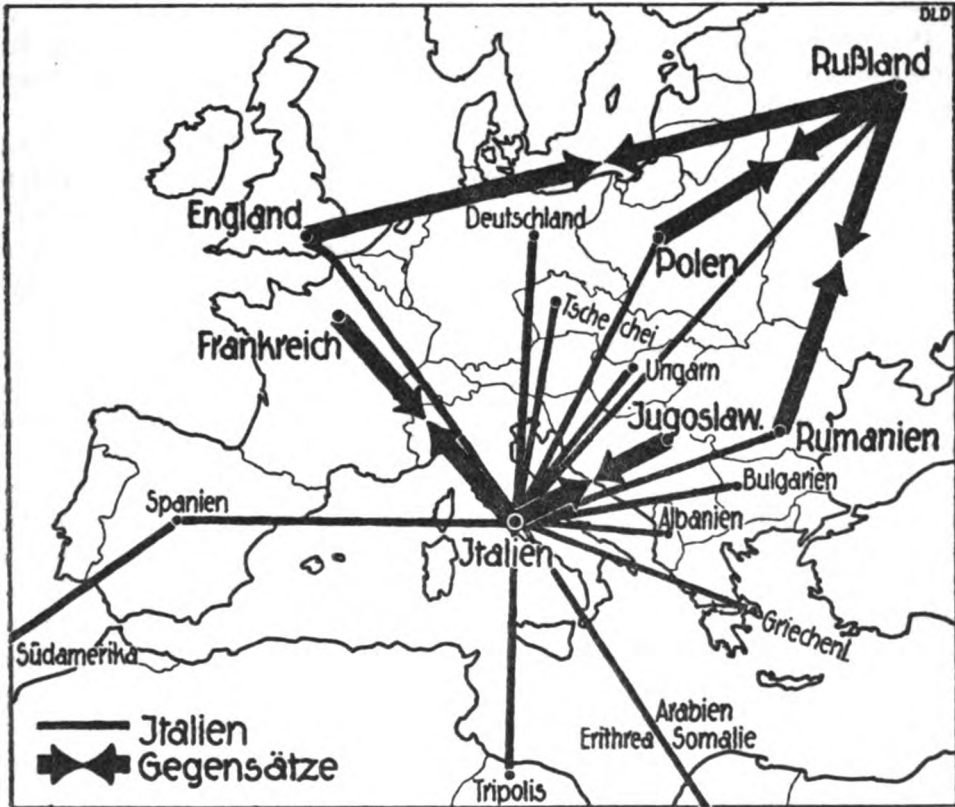 DLD
Rußland
England
Deutschland
Polen
Tschechei
Frankreich
Ungarn
Jugoslaw.
Rumanien
Bulgarien
Spanien
Albanien
Jtalien
Griechenl.
Südamerika
Arabien
Erithrea Somalie
Jtalien
Gegensätze
Tripolis